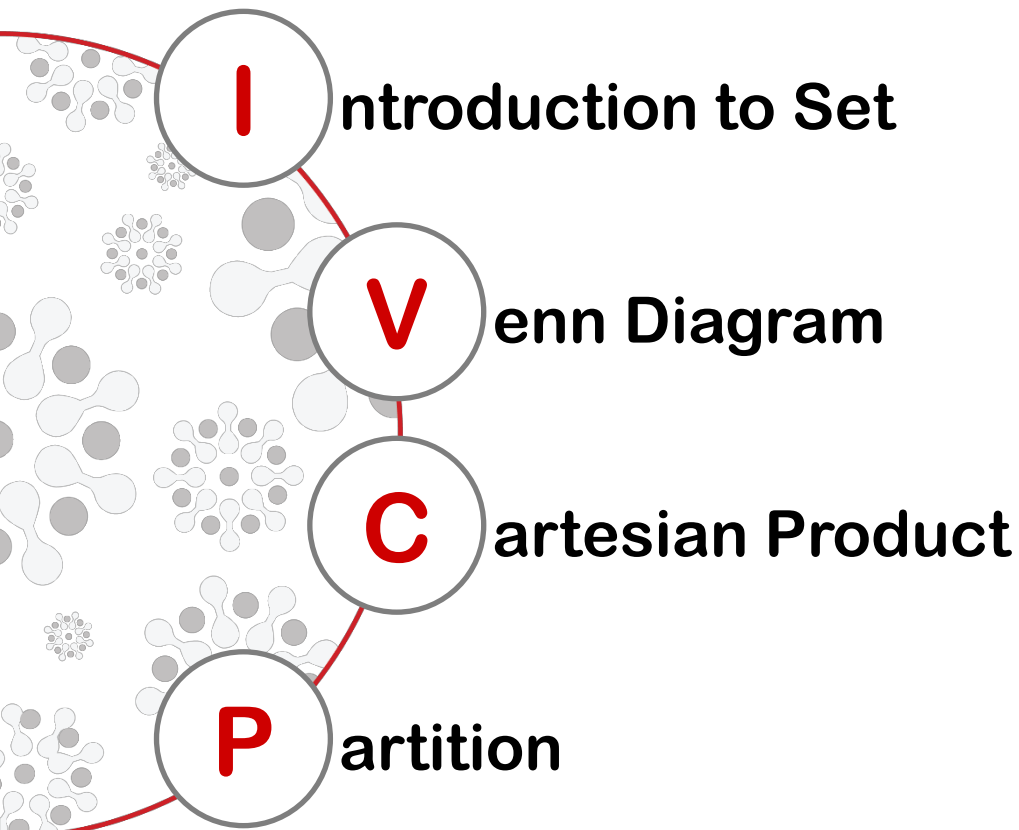 Introduction to Set
Venn Diagram
Cartesian Product
Partition